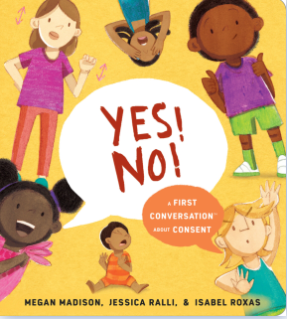 YES!
NO!
A FIRST
CONVERSATION™
ABOUT CONSENT
MEGAN MADISON, JESSICA RALLI, & ISABEL ROXAS